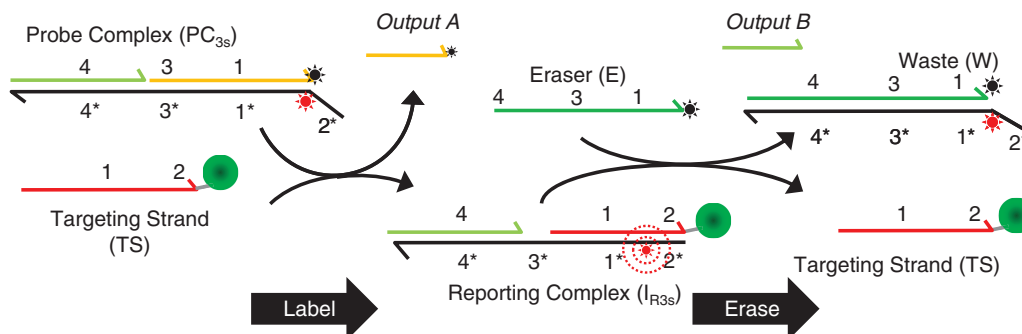 Output A
Output B
Probe Complex (PC3s)
Waste (W)
Eraser (E)
4 3 1
4* 3* 1* 2*
4 3 1
4 3 1
4* 3* 1* 2*
1 2
Targeting Strand
(TS)
4 1 2
4* 3* 1* 2*
Reporting Complex (IR3s)
1 2
Targeting Strand (TS)
Label
Erase